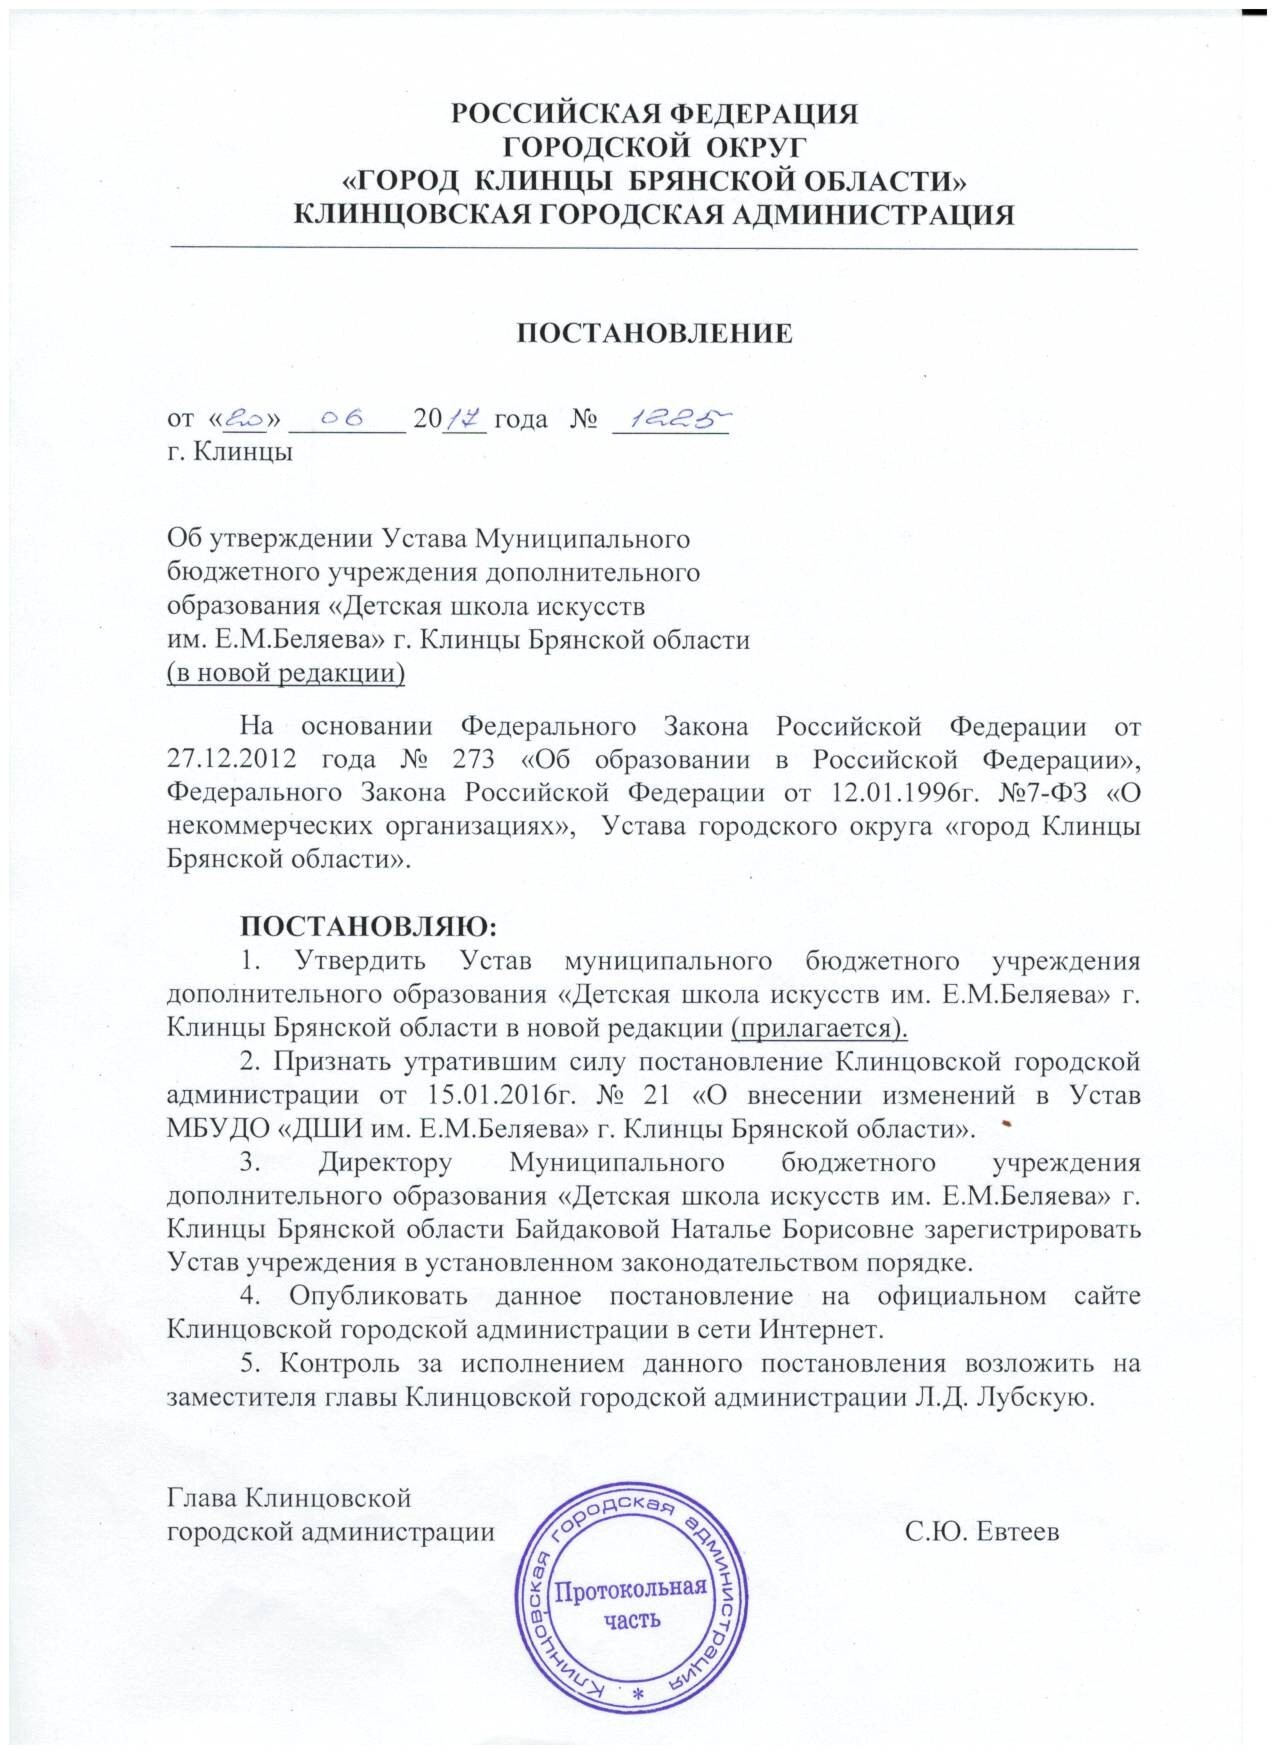 РОССИЙСКАЯ ФЕДЕРАЦИЯ
ГОРОДСКОЙ ОКРУГ
«ГОРОД КЛИНЦЫ БРЯНСКОЙ ОБЛАСТИ»
КЛИНЦОВСКАЯ ГОРОДСКАЯ АДМИНИСТРАЦИЯ
ПОСТАНОВЛЕНИЕ
от «20» 06 2017 года № 1225
г. Клинцы
Об утверждении Устава Муниципального
бюджетного учреждения дополнительного
образования «Детская школа искусств
им. Е.М.Беляева» г. Клинцы Брянской области
(в новой редакции)
На основании Федерального Закона Российской Федерации от
27.12.2012 года № 273 «Об образовании в Российской Федерации»,
Федерального Закона Российской Федерации от 12.01.1996г. №7-ФЗ «О
некоммерческих организациях», Устава городского округа «город Клинцы
Брянской области».
ПОСТАНОВЛЯЮ:
1. Утвердить Устав муниципального бюджетного учреждения
дополнительного образования «Детская школа искусств им. Е.М.Беляева» г.
Клинцы Брянской области в новой редакции (прилагается).
2. Признать утратившим силу постановление Клинцовской городской
администрации от 15.01.2016г. № 21 «О внесении изменений в Устав
МБУДО «ДШИ им. Е.М.Беляева» г. Клинцы Брянской области».
3. Директору Муниципального бюджетного учреждения
дополнительного образования «Детская школа искусств им. Е.М.Беляева» г.
Клинцы Брянской области Байдаковой Наталье Борисовне зарегистрировать
Устав учреждения в установленном законодательством порядке.
4. Опубликовать данное постановление на официальном сайте
Клинцовской городской администрации в сети Интернет.
5. Контроль за исполнением данного постановления возложить на
заместителя главы Клинцовской городской администрации Л.Д. Лубскую.
Глава Клинцовской
городской администрации С.Ю. Евтеев
Клинцовская городская администрация *
Протокольная
часть